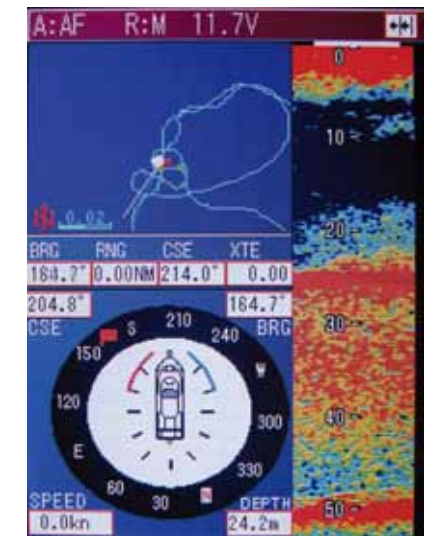 A:AF R:M 11.7V
0
10
20
30
40
50
0.02
BRG RNG CSE XTE
164.7° 0.00NM 214.0° 0.00
204.8° 164.7°
CSE BRG
S 210 240 W 300 330 N 30 60 E 120 150
SPEED DEPTH
0.0kn 24.2m